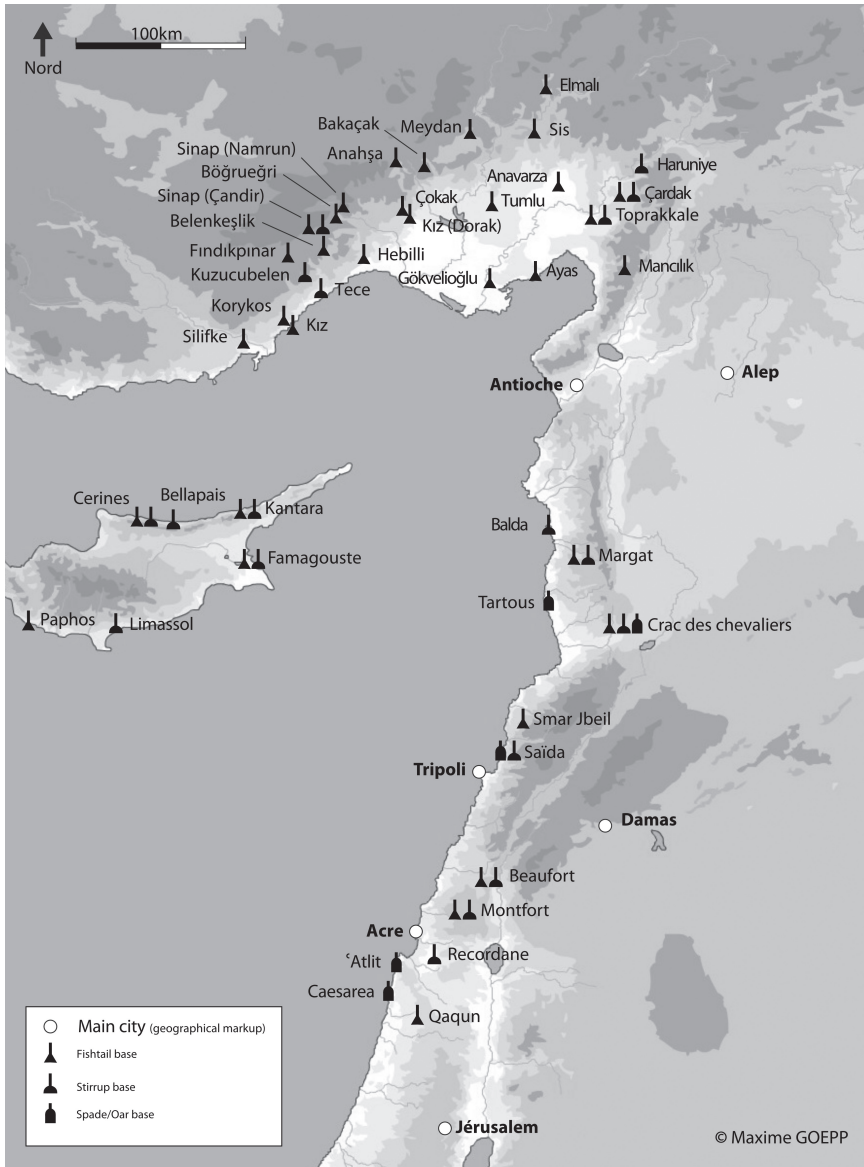 100km
Nord
Elmalı
Bakaçak
Meydan
Sis
Sinap (Namrun)
Anahşa
Haruniye
Böğrueğri
Anavarza
Sinap (Çandir)
Çokak
Tumlu
Çardak
Belenkeşlik
Kız (Dorak)
Toprakkale
Fındıkpınar
Hebilli
Kuzucubelen
Gökvelioğlu
Ayas
Mancılık
Tece
Korykos
Kız
Silifke
Antioche
Alep
Cerines
Bellapais
Kantara
Balda
Famagouste
Margat
Tartous
Paphos
Limassol
Crac des chevaliers
Smar Jbeil
Saïda
Tripoli
Damas
Beaufort
Montfort
Acre
Recordane
ʿAtlit
Caesarea
Qaqun
Main city (geographical markup)
Fishtail base
Stirrup base
Spade/Oar base
Jérusalem
© Maxime GOEPP